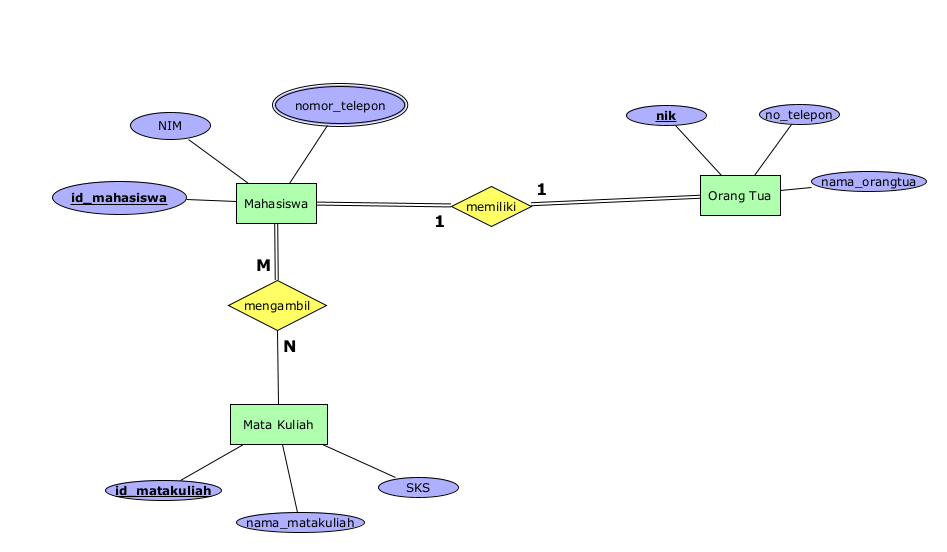 nomor_telepon
NIM
nik
no_telepon
id_mahasiswa
Mahasiswa
memiliki
1
1
Orang Tua
nama_orangtua
M
mengambil
N
Mata Kuliah
id_matakuliah
nama_matakuliah
SKS